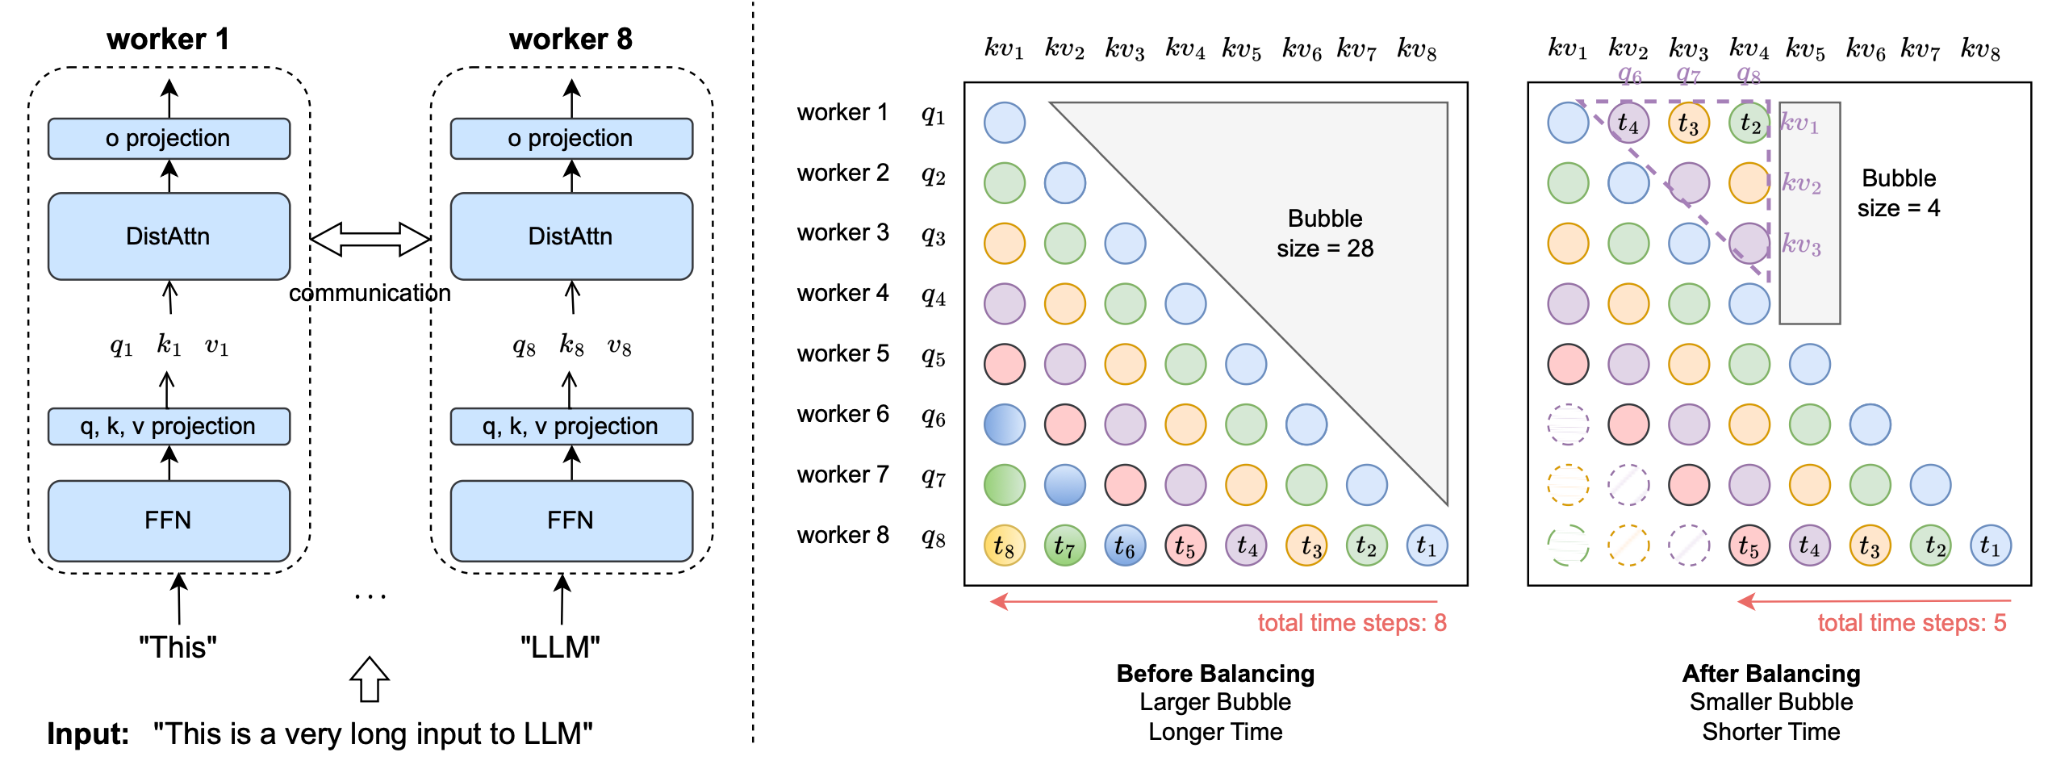 worker 1
worker 8
o projection
o projection
DistAttn
DistAttn
communication
q₁ k₁ v₁
q₈ k₈ v₈
q, k, v projection
q, k, v projection
FFN
FFN
...
"This"
"LLM"
Input: "This is a very long input to LLM"
kv₁ kv₂ kv₃ kv₄ kv₅ kv₆ kv₇ kv₈
worker 1 q₁
worker 2 q₂
worker 3 q₃
worker 4 q₄
worker 5 q₅
worker 6 q₆
worker 7 q₇
worker 8 q₈
Bubble
size = 28
t₈ t₇ t₆ t₅ t₄ t₃ t₂ t₁
total time steps: 8
Before Balancing
Larger Bubble
Longer Time
kv₁ kv₂ kv₃ kv₄ kv₅ kv₆ kv₇ kv₈
q₆ q₇ q₈
t₄ t₃ t₂ kv₁
kv₂
kv₃
Bubble
size = 4
t₅ t₄ t₃ t₂ t₁
total time steps: 5
After Balancing
Smaller Bubble
Shorter Time